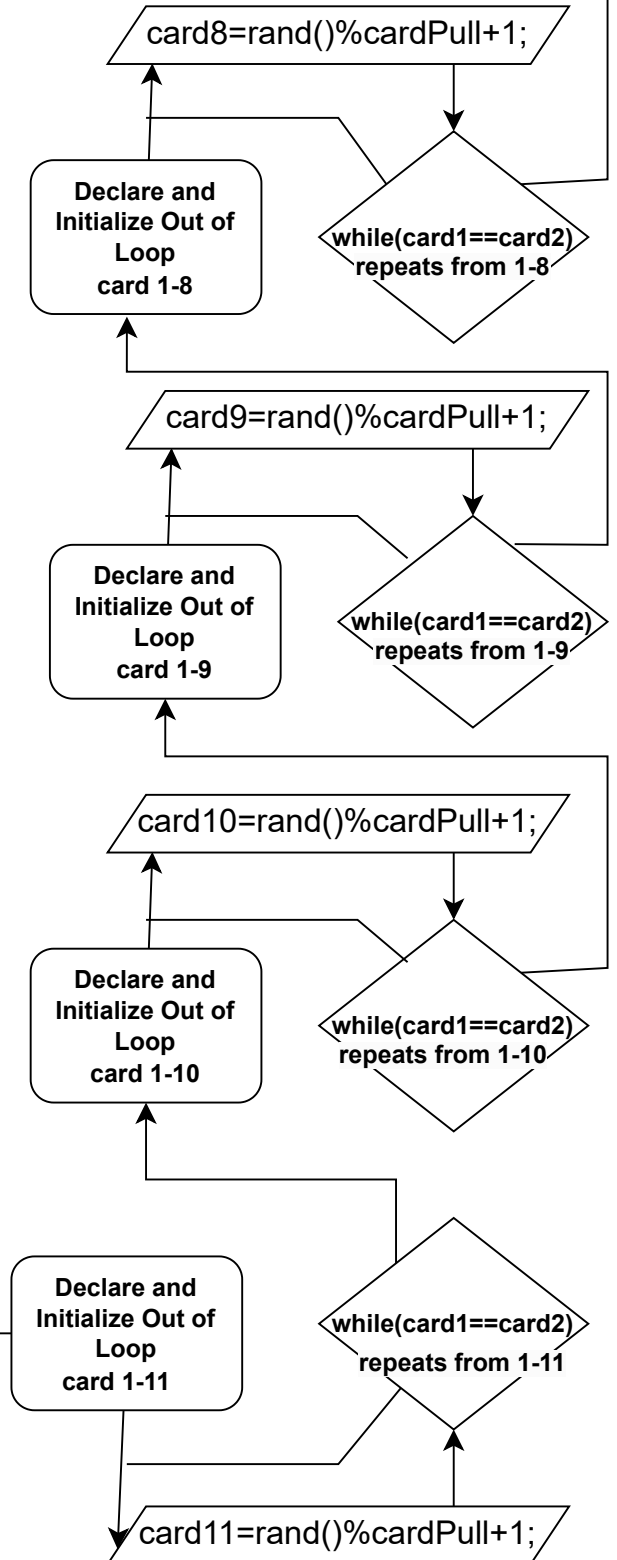 card8=rand()%cardPull+1;
Declare and
Initialize Out of
Loop
card 1-8
while(card1==card2)
repeats from 1-8
card9=rand()%cardPull+1;
Declare and
Initialize Out of
Loop
card 1-9
while(card1==card2)
repeats from 1-9
card10=rand()%cardPull+1;
Declare and
Initialize Out of
Loop
card 1-10
while(card1==card2)
repeats from 1-10
Declare and
Initialize Out of
Loop
card 1-11
while(card1==card2)
repeats from 1-11
card11=rand()%cardPull+1;